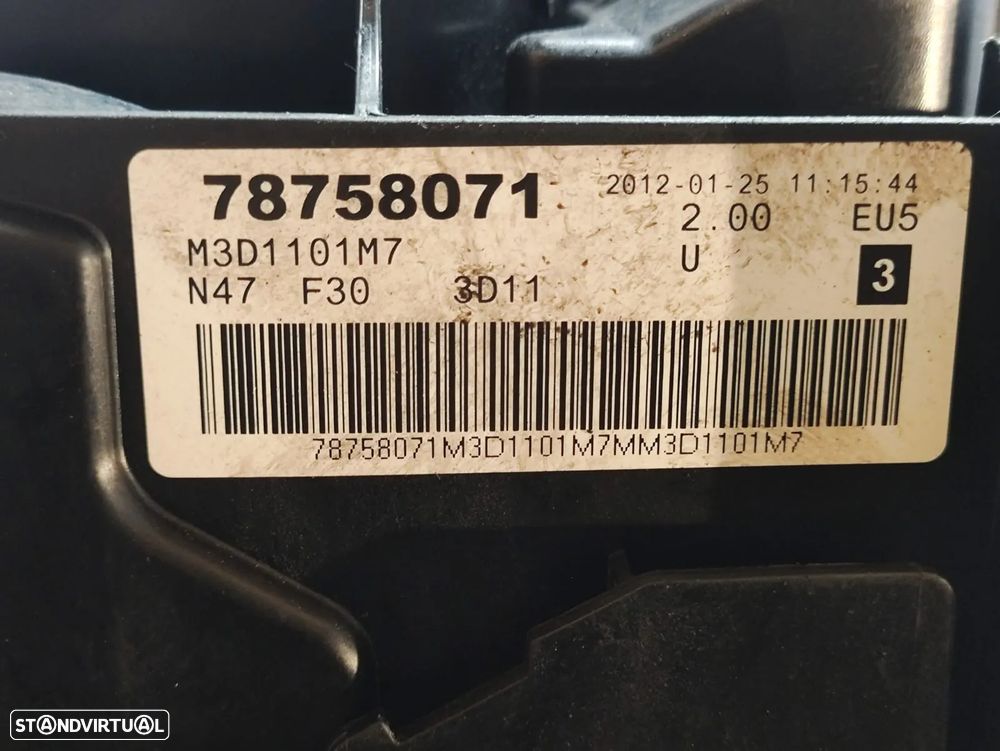 78758071 2012-01-25 11:15:44
2.00 EU5
M3D1101M7 U
N47 F30 3D11 3
78758071M3D1101M7MM3D1101M7
STANDVIRTUAL